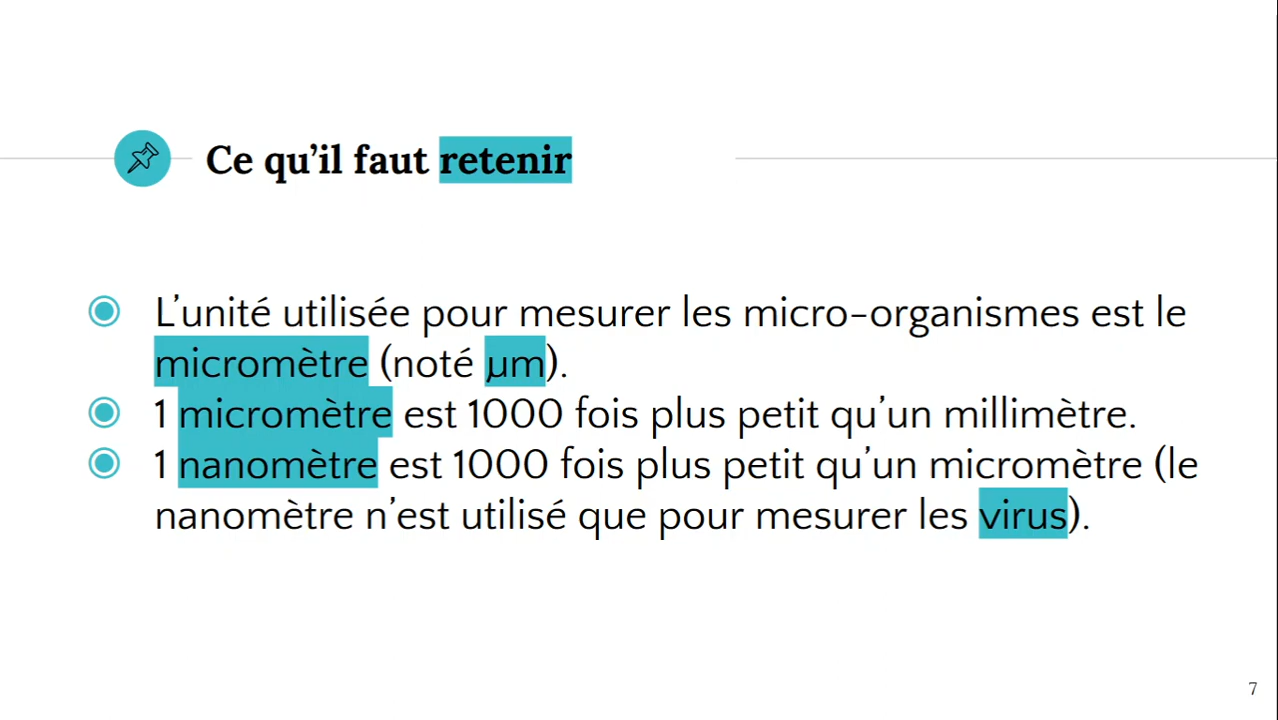 Ce qu’il faut retenir
L’unité utilisée pour mesurer les micro-organismes est le
micromètre (noté µm).
1 micromètre est 1000 fois plus petit qu’un millimètre.
1 nanomètre est 1000 fois plus petit qu’un micromètre (le
nanomètre n’est utilisé que pour mesurer les virus).
7